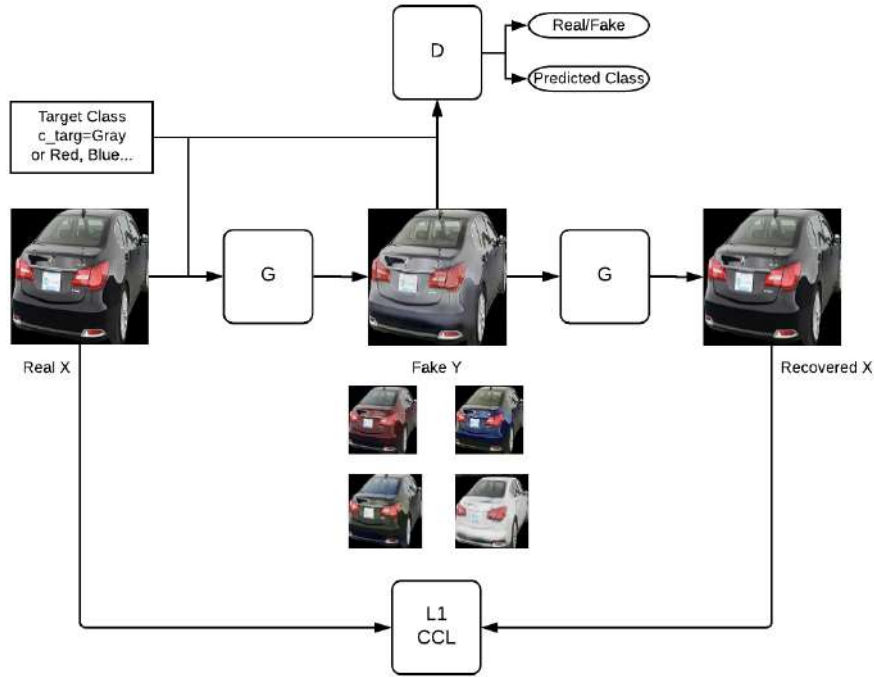 D
Real/Fake
Predicted Class
Target Class
c_targ=Gray
or Red, Blue...
G
G
Real X
Fake Y
Recovered X
L1
CCL